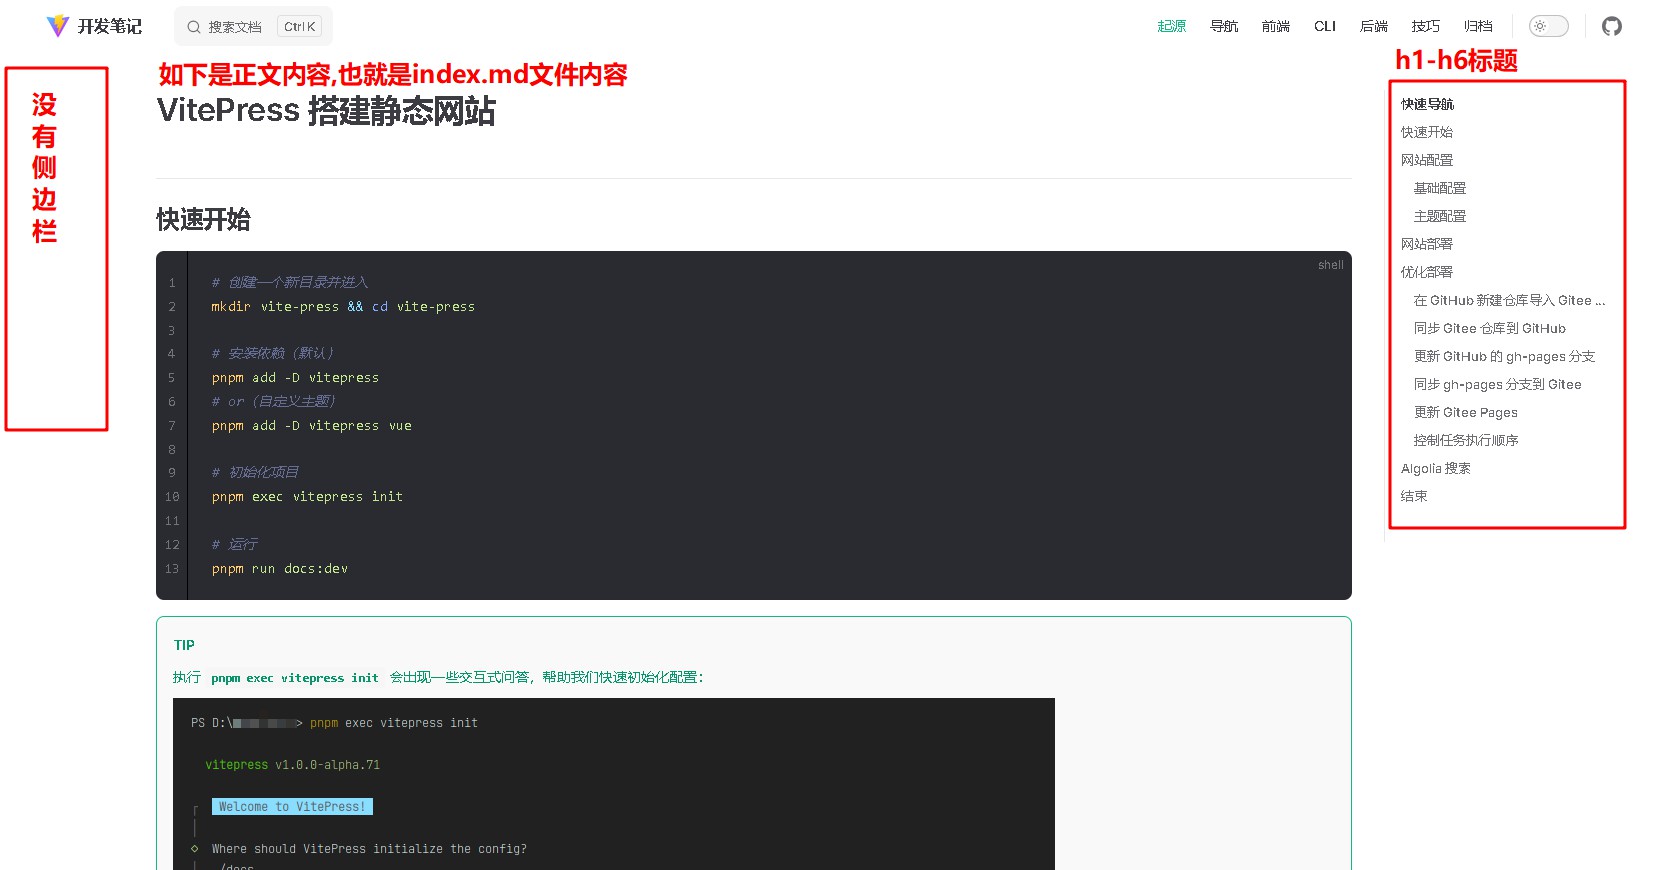 开发笔记
搜索文档 Ctrl K
起源 导航 前端 CLI 后端 技巧 归档
没有侧边栏
如下是正文内容,也就是index.md文件内容
VitePress 搭建静态网站
快速开始
shell
1 # 创建一个新目录并进入
2 mkdir vite-press && cd vite-press
3
4 # 安装依赖（默认）
5 pnpm add -D vitepress
6 # or（自定义主题）
7 pnpm add -D vitepress vue
8
9 # 初始化项目
10 pnpm exec vitepress init
11
12 # 运行
13 pnpm run docs:dev
TIP
执行 pnpm exec vitepress init 会出现一些交互式问答，帮助我们快速初始化配置：
PS D:\ > pnpm exec vitepress init
vitepress v1.0.0-alpha.71
Welcome to VitePress!
Where should VitePress initialize the config?
h1-h6标题
快速导航
快速开始
网站配置
基础配置
主题配置
网站部署
优化部署
在 GitHub 新建仓库导入 Gitee ...
同步 Gitee 仓库到 GitHub
更新 GitHub 的 gh-pages 分支
同步 gh-pages 分支到 Gitee
更新 Gitee Pages
控制任务执行顺序
Algolia 搜索
结束